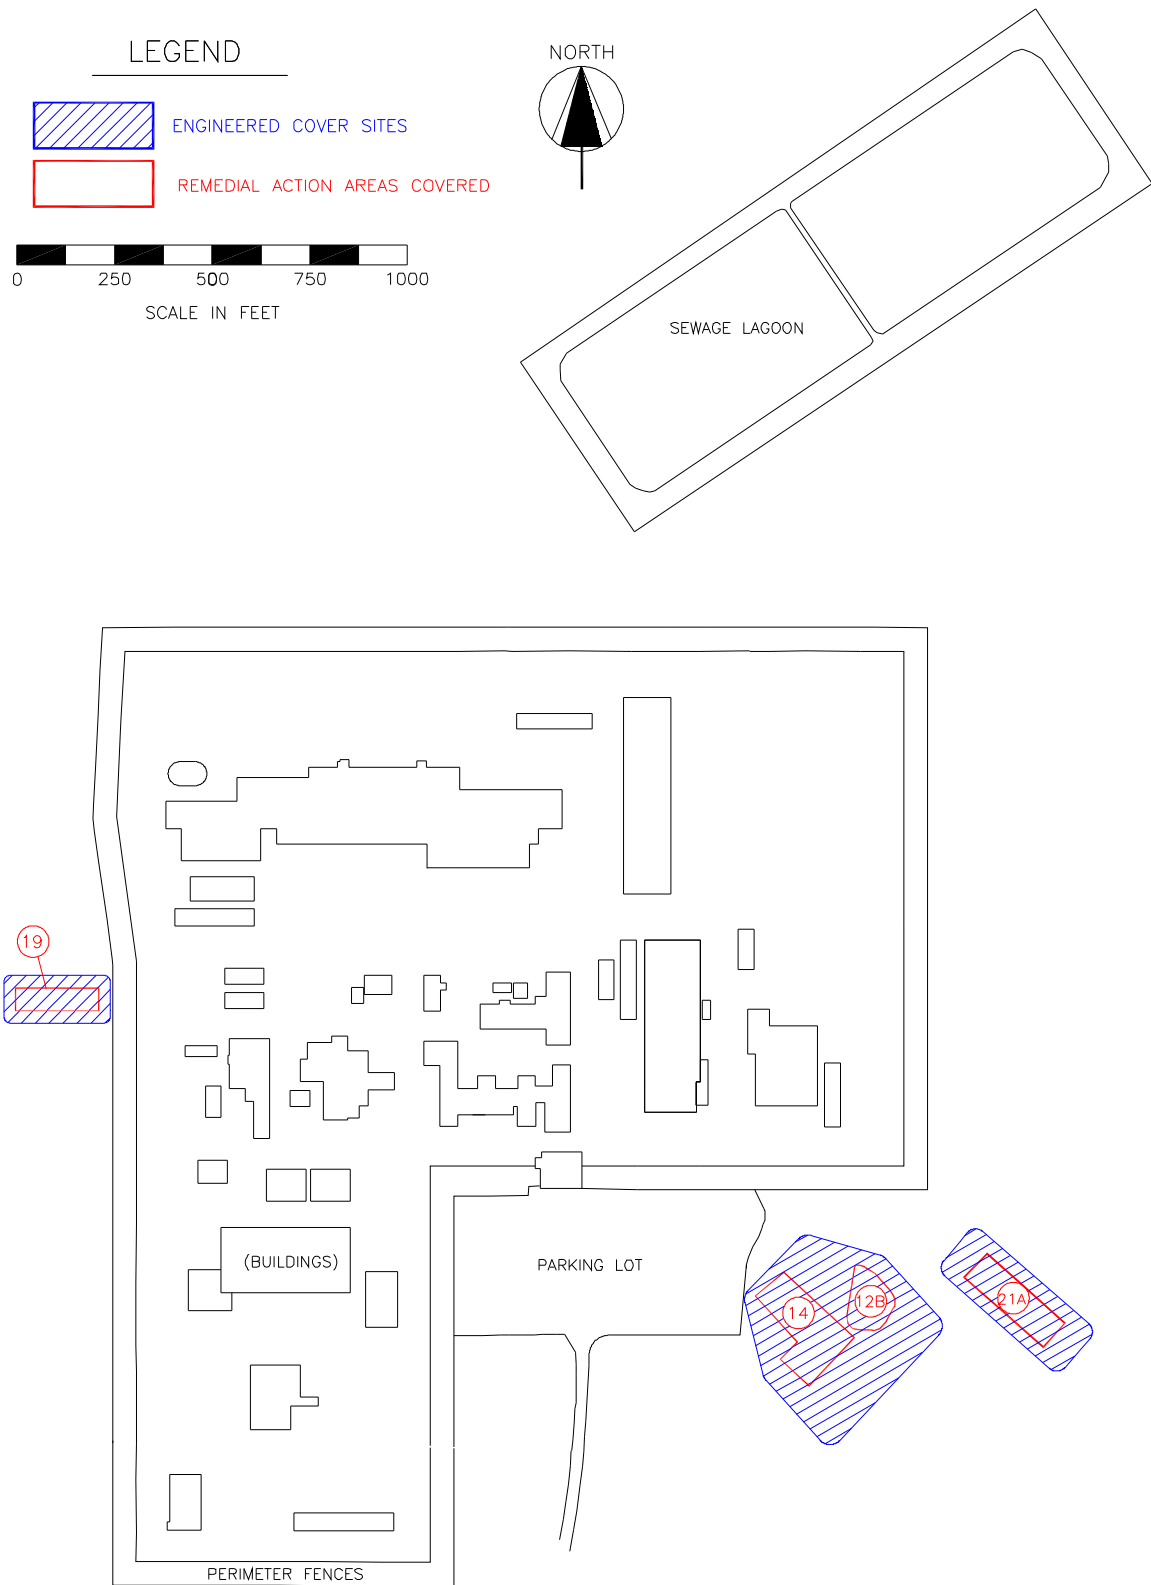 LEGEND
NORTH
ENGINEERED COVER SITES
REMEDIAL ACTION AREAS COVERED
0 250 500 750 1000
SCALE IN FEET
SEWAGE LAGOON
19
(BUILDINGS)
PARKING LOT
14
12B
21A
PERIMETER FENCES